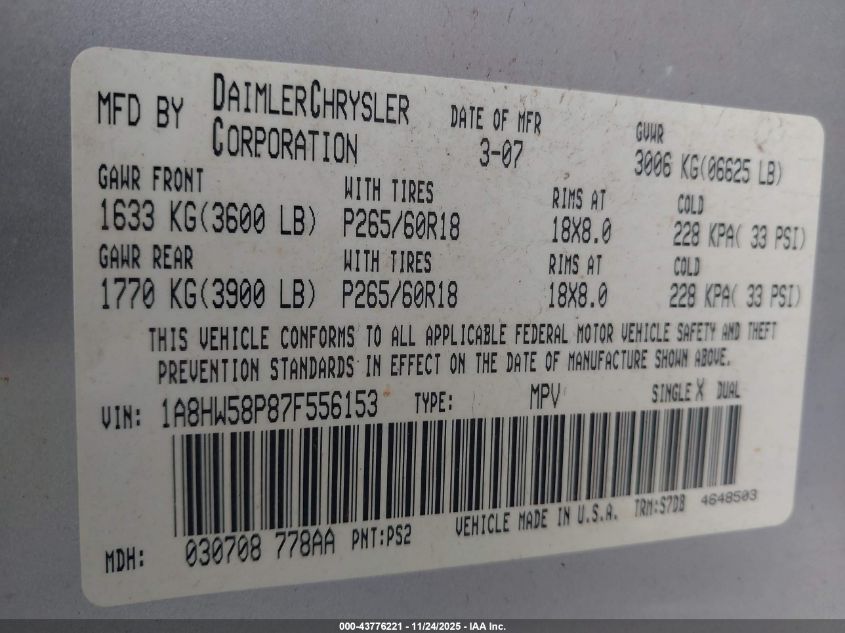 MFD BY DAIMLERCHRYSLER CORPORATION DATE OF MFR 3-07 GVWR 3006 KG(06625 LB)
GAWR FRONT WITH TIRES RIMS AT COLD
1633 KG(3600 LB) P265/60R18 18X8.0 228 KPA( 33 PSI)
GAWR REAR WITH TIRES RIMS AT COLD
1770 KG(3900 LB) P265/60R18 18X8.0 228 KPA( 33 PSI)
THIS VEHICLE CONFORMS TO ALL APPLICABLE FEDERAL MOTOR VEHICLE SAFETY AND THEFT
PREVENTION STANDARDS IN EFFECT ON THE DATE OF MANUFACTURE SHOWN ABOVE.
VIN: 1A8HW58P87F556153 TYPE: MPV SINGLE X DUAL
MDH: 030708 778AA PNT:PS2 VEHICLE MADE IN U.S.A. TRM:S7DB 4648503
000-43776221 - 11/24/2025 - IAA Inc.